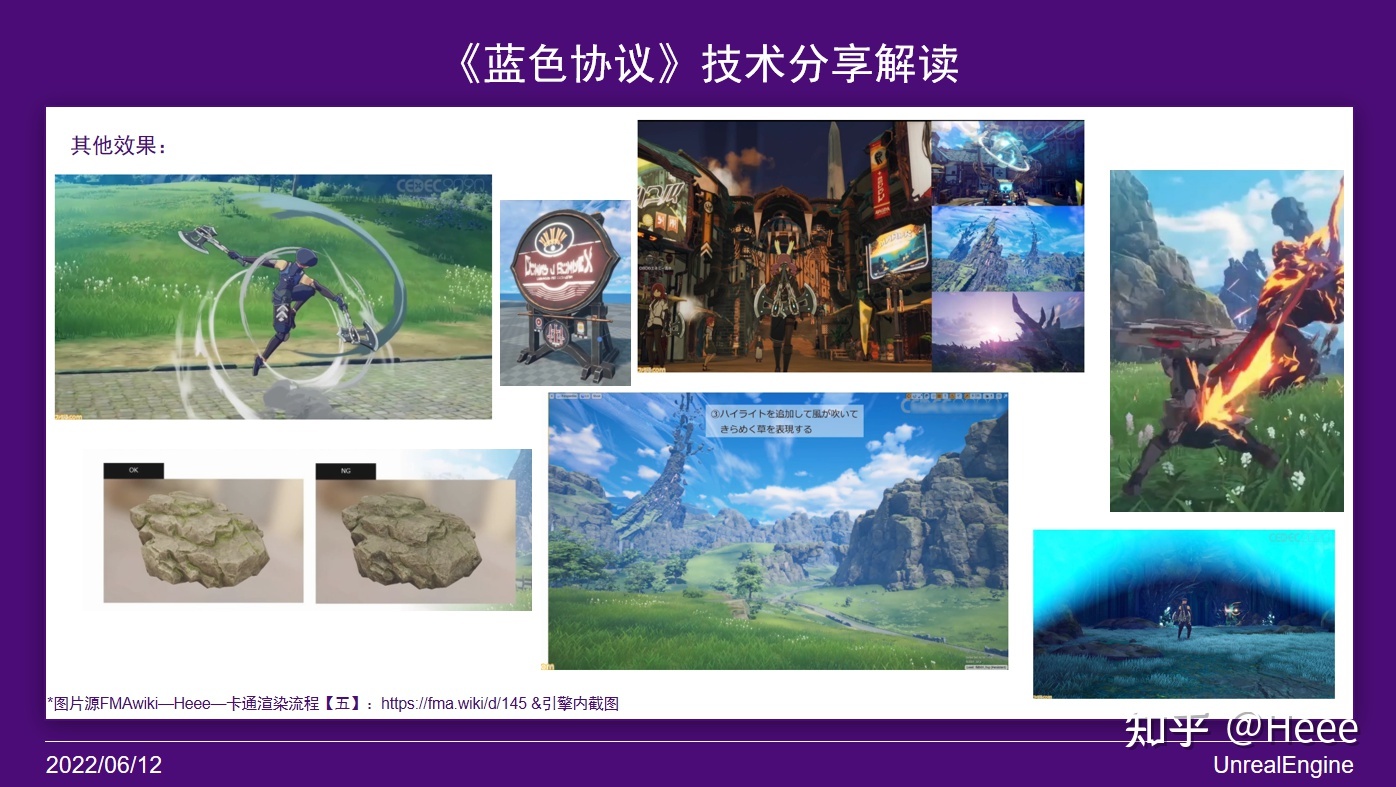 《蓝色协议》技术分享解读
其他效果：
OK
NG
③ハイライトを追加して風が吹いて
きらめく草を表現する
*图片源FMAwiki—Heee—卡通渲染流程【五】：https://fma.wiki/d/145 &引擎内截图
知乎 @Heee
2022/06/12
UnrealEngine